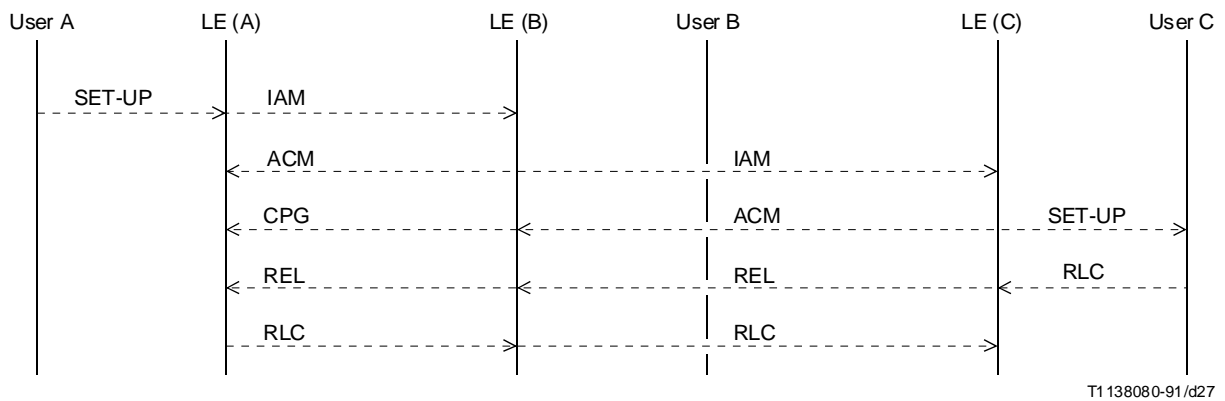 User A LE (A) LE (B) User B LE (C) User C
SET-UP IAM
ACM IAM
CPG ACM SET-UP
REL REL RLC
RLC RLC
T1138080-91/d27